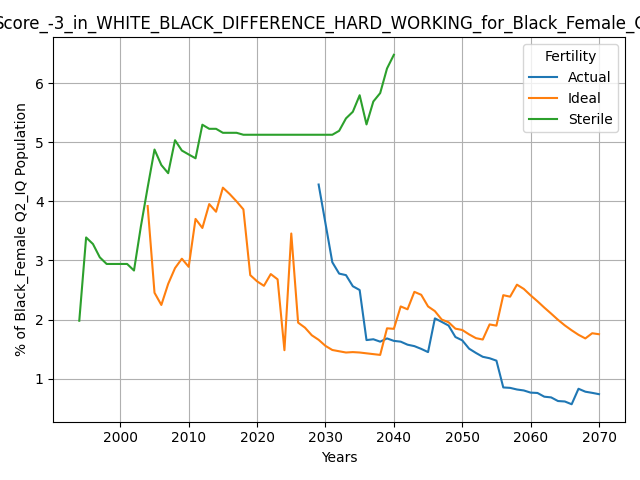 Score_-3_in_WHITE_BLACK_DIFFERENCE_HARD_WORKING_for_Black_Female_
Fertility
Actual
Ideal
Sterile
% of Black_Female Q2_IQ Population
6
5
4
3
2
1
2000 2010 2020 2030 2040 2050 2060 2070
Years